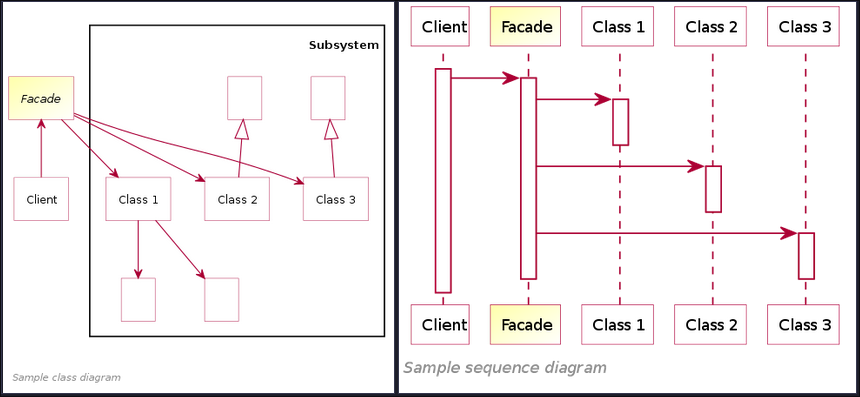 Subsystem
Facade
Client
Class 1
Class 2
Class 3
Sample class diagram
Client
Facade
Class 1
Class 2
Class 3
Client
Facade
Class 1
Class 2
Class 3
Sample sequence diagram